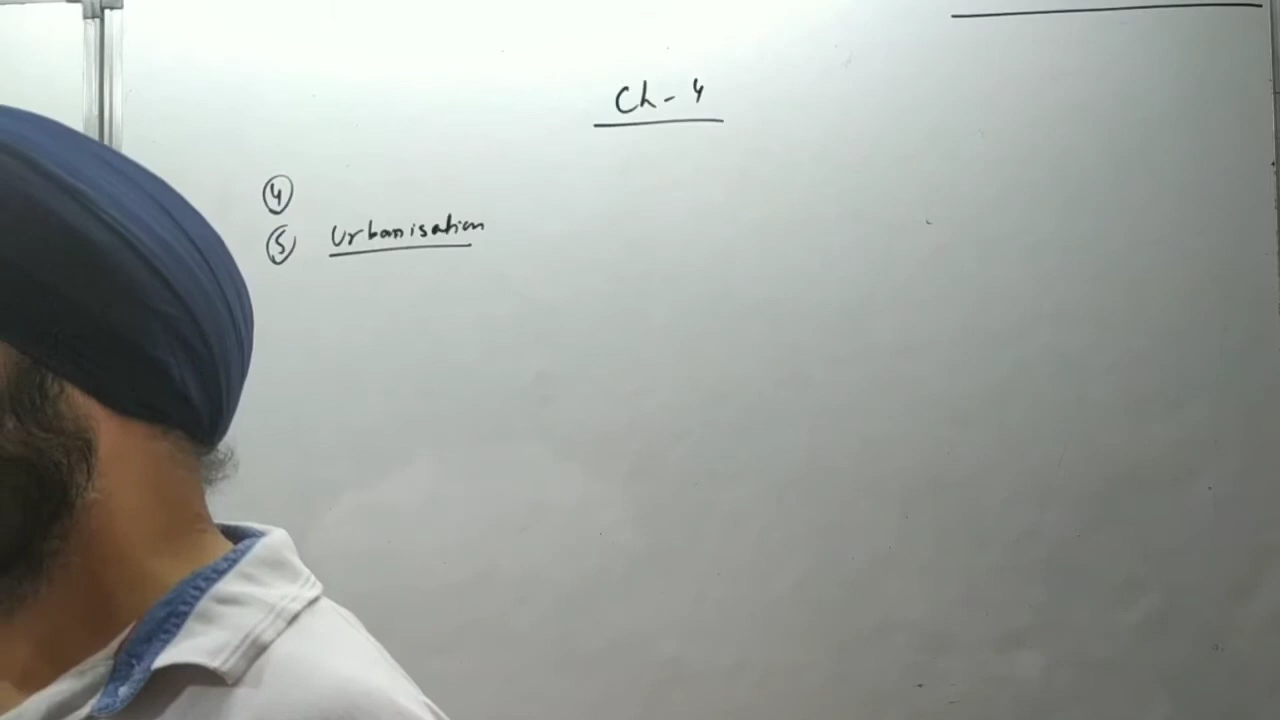 Ch - 4
④
⑤ Urbanisation